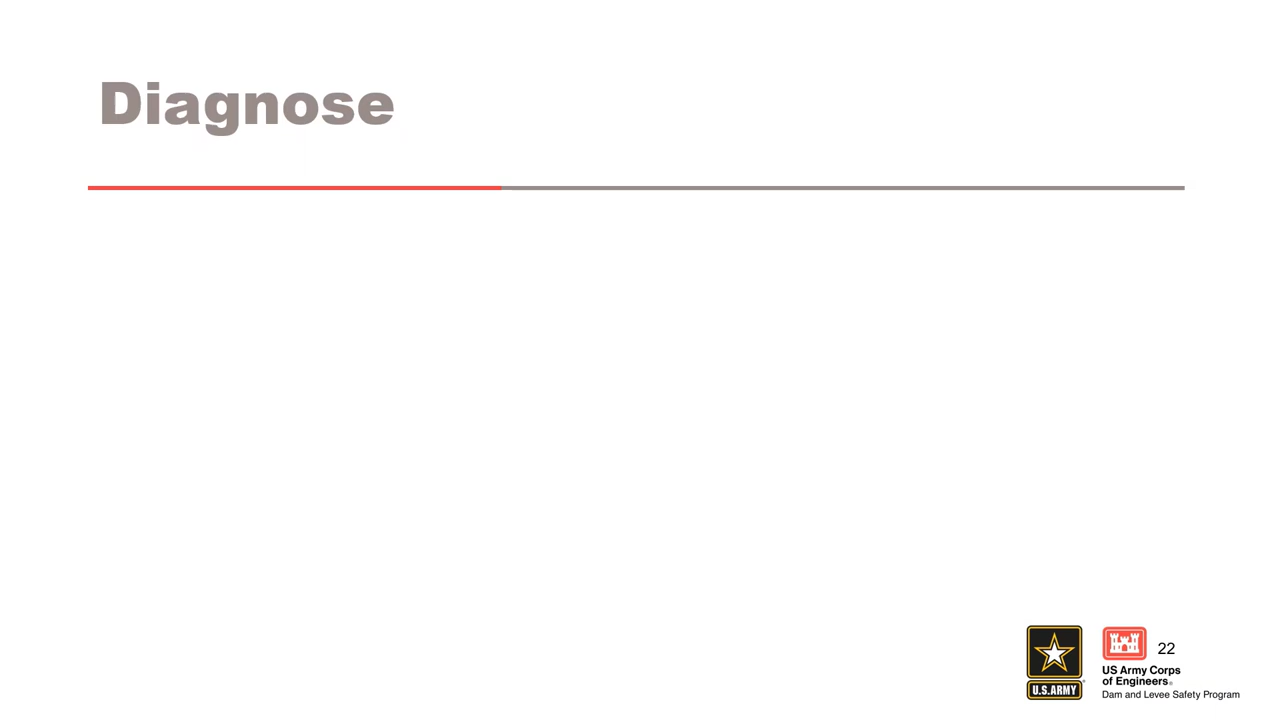 Diagnose
22
U.S.ARMY
US Army Corps
of Engineers®
Dam and Levee Safety Program